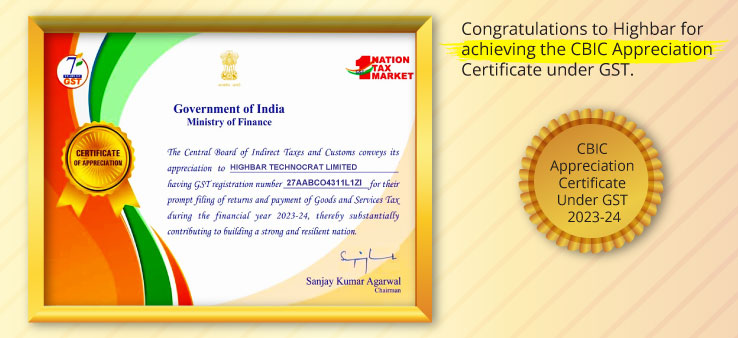 7
GST
1 NATION
TAX
MARKET
Government of India
Ministry of Finance
CERTIFICATE
OF APPRECIATION
The Central Board of Indirect Taxes and Customs conveys its
appreciation to HIGHBAR TECHNOCRAT LIMITED
having GST registration number 27AABCO4311L1ZI for their
prompt filing of returns and payment of Goods and Services Tax
during the financial year 2023-24, thereby substantially
contributing to building a strong and resilient nation.
Sanjay Kumar Agarwal
Chairman
Congratulations to Highbar for
achieving the CBIC Appreciation
Certificate under GST.
CBIC
Appreciation
Certificate
Under GST
2023-24